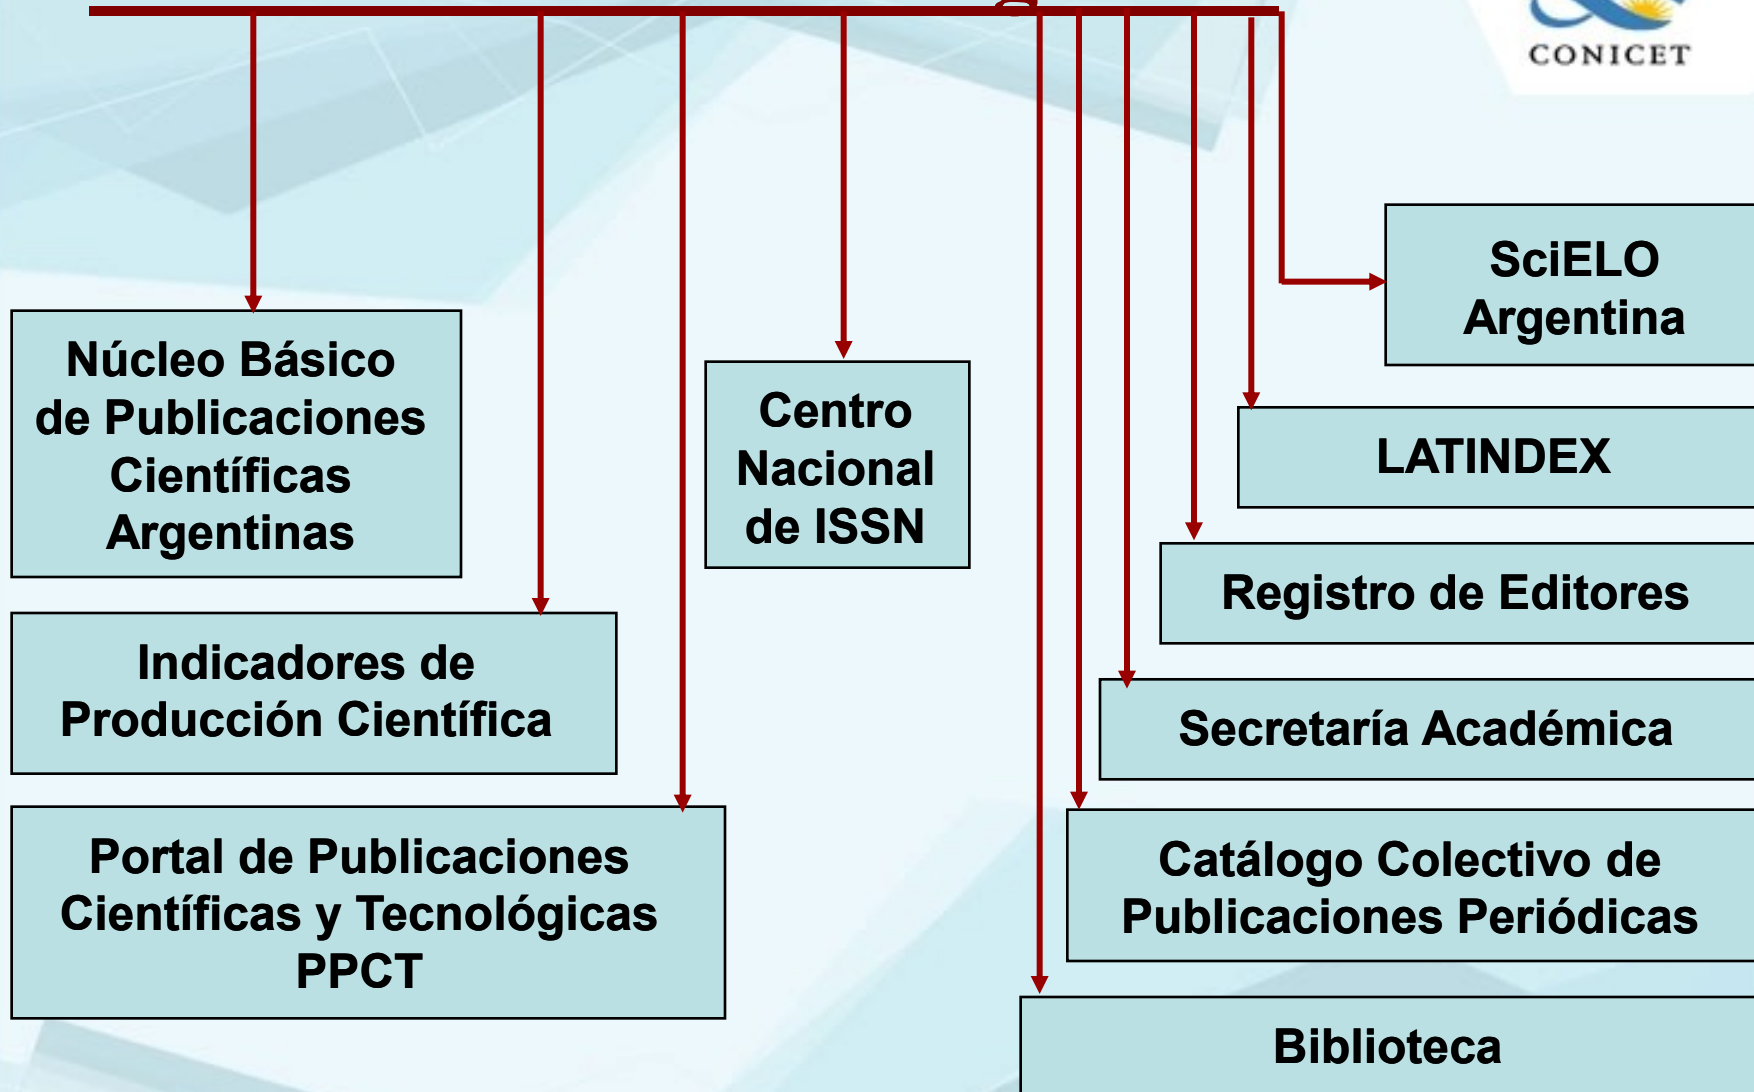 CONICET
SciELO
Argentina
Núcleo Básico
de Publicaciones
Científicas
Argentinas
Centro
Nacional
de ISSN
LATINDEX
Registro de Editores
Indicadores de
Producción Científica
Secretaría Académica
Portal de Publicaciones
Científicas y Tecnológicas
PPCT
Catálogo Colectivo de
Publicaciones Periódicas
Biblioteca